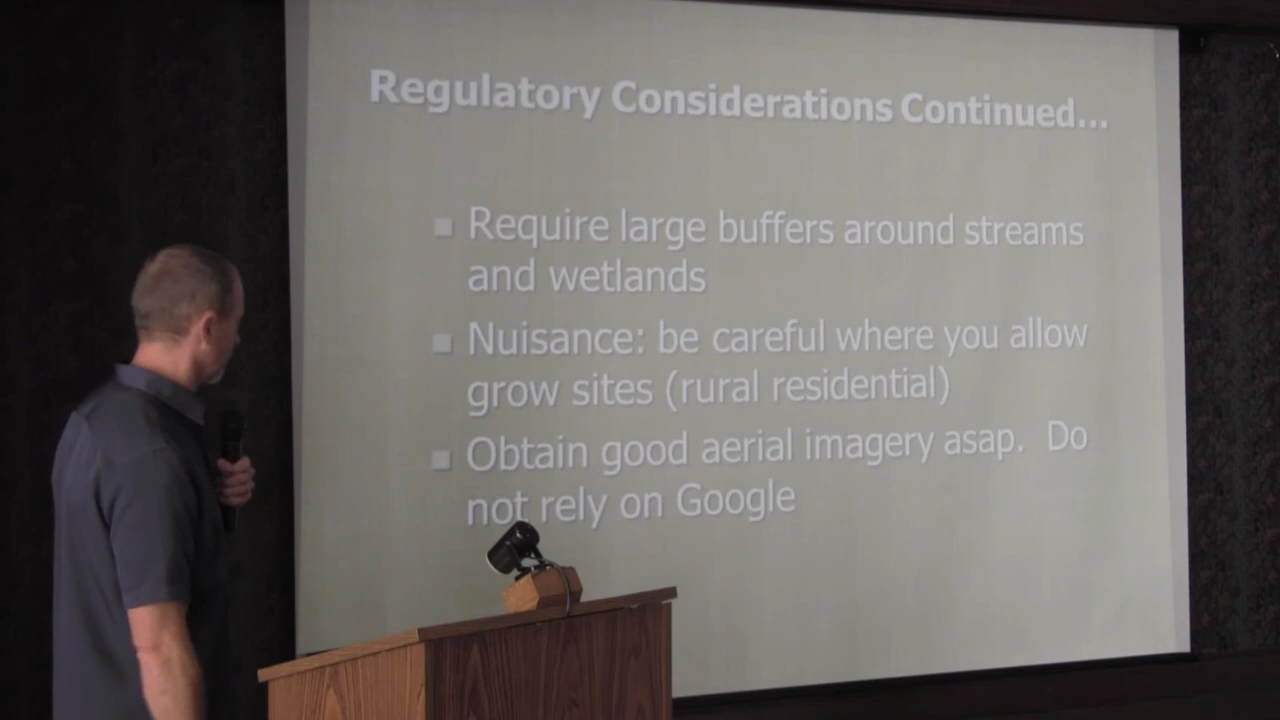 Regulatory Considerations Continued...
Require large buffers around streams
and wetlands
Nuisance: be careful where you allow
grow sites (rural residential)
Obtain good aerial imagery asap.  Do
not rely on Google